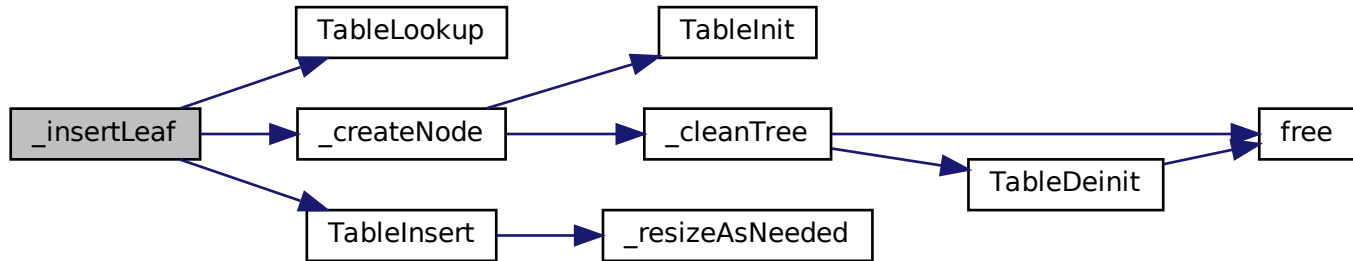 TableLookup
TableInit
_insertLeaf
_createNode
_cleanTree
free
TableDeinit
TableInsert
_resizeAsNeeded